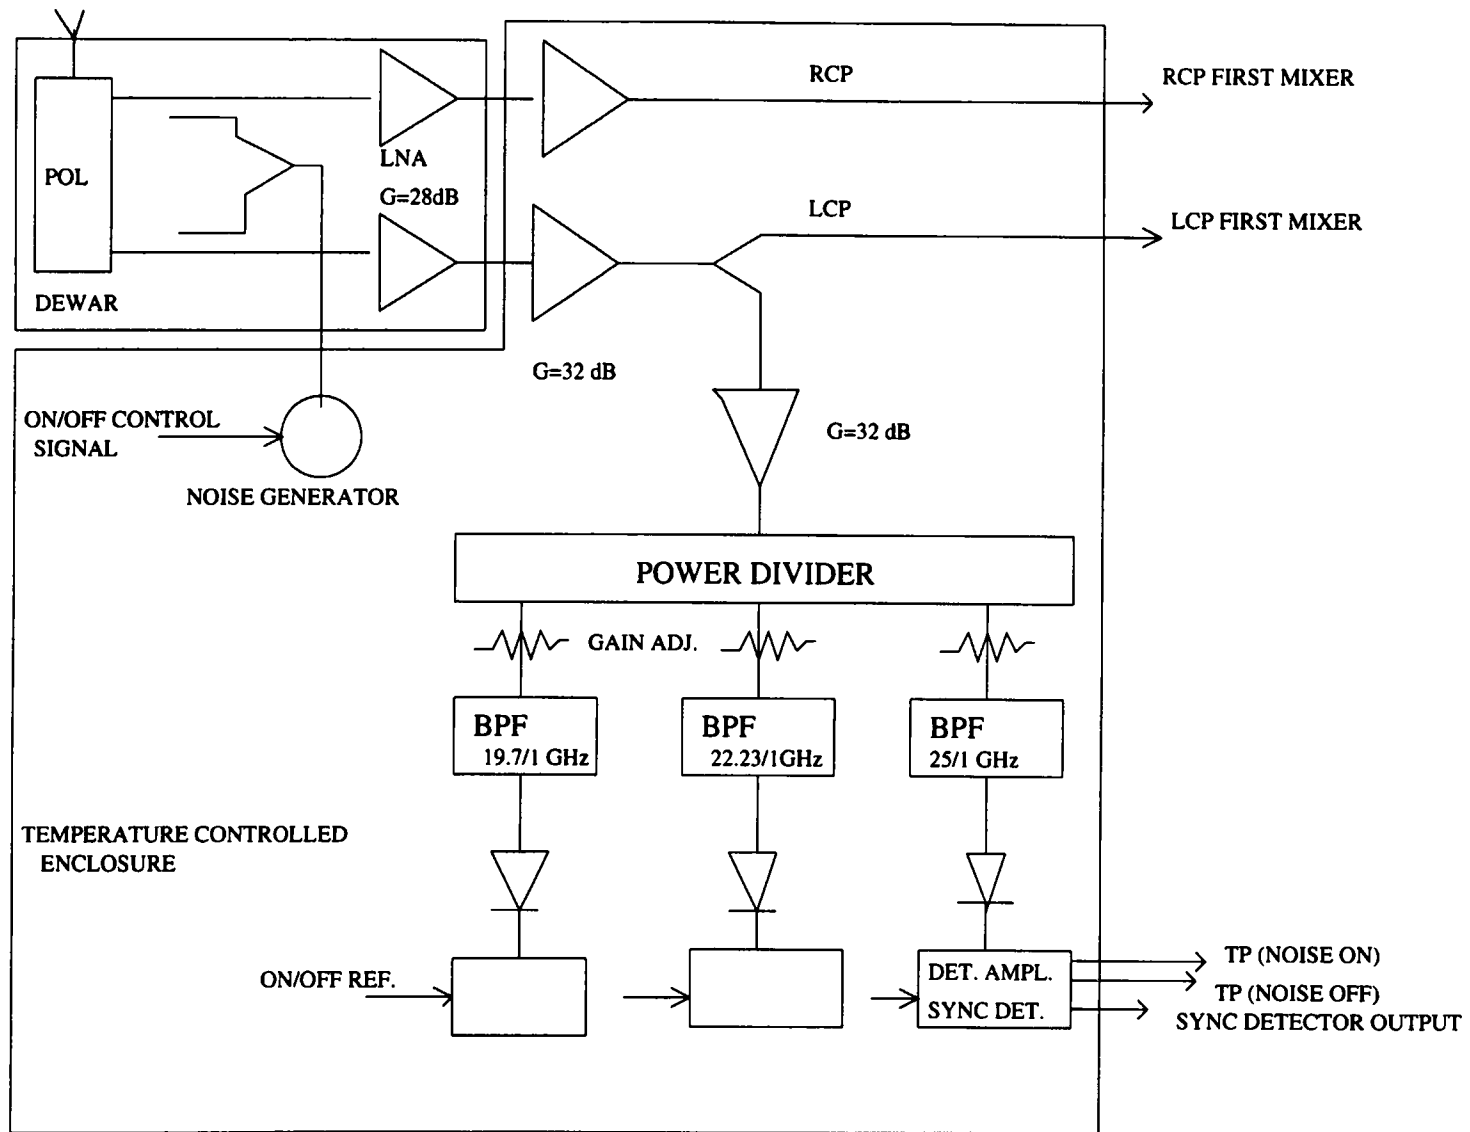 RCP
RCP FIRST MIXER
POL
LNA
G=28dB
LCP
LCP FIRST MIXER
DEWAR
G=32 dB
ON/OFF CONTROL
SIGNAL
G=32 dB
NOISE GENERATOR
POWER DIVIDER
GAIN ADJ.
BPF
19.7/1 GHz
BPF
22.23/1GHz
BPF
25/1 GHz
TEMPERATURE CONTROLLED
ENCLOSURE
ON/OFF REF.
DET. AMPL.
SYNC DET.
TP (NOISE ON)
TP (NOISE OFF)
SYNC DETECTOR OUTPUT